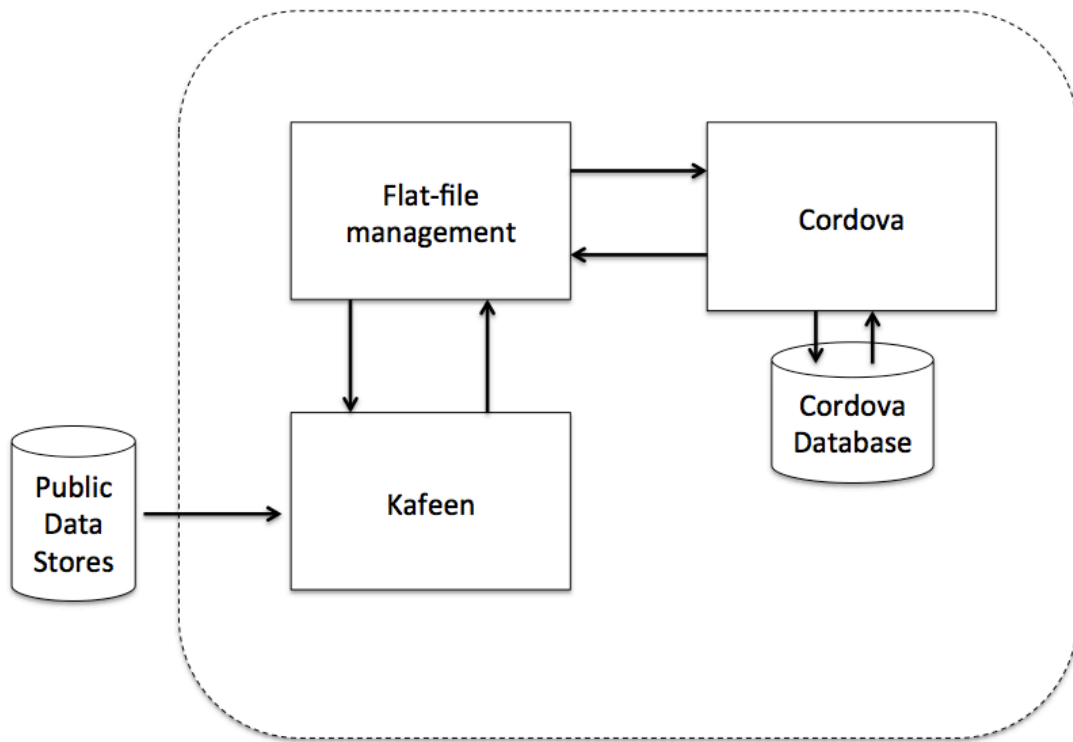 Flat-file
management
Cordova
Cordova
Database
Kafeen
Public
Data
Stores